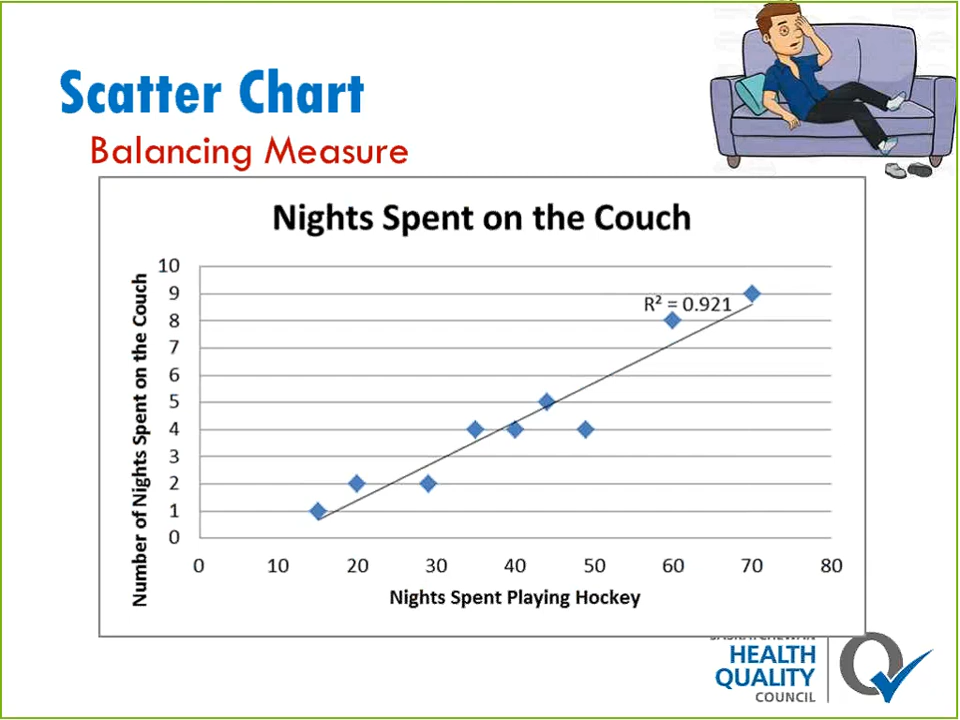 Scatter Chart
Balancing Measure
Nights Spent on the Couch
Number of Nights Spent on the Couch
10
9
8
7
6
5
4
3
2
1
0
R² = 0.921
0 10 20 30 40 50 60 70 80
Nights Spent Playing Hockey
SASKATCHEWAN
HEALTH
QUALITY
COUNCIL